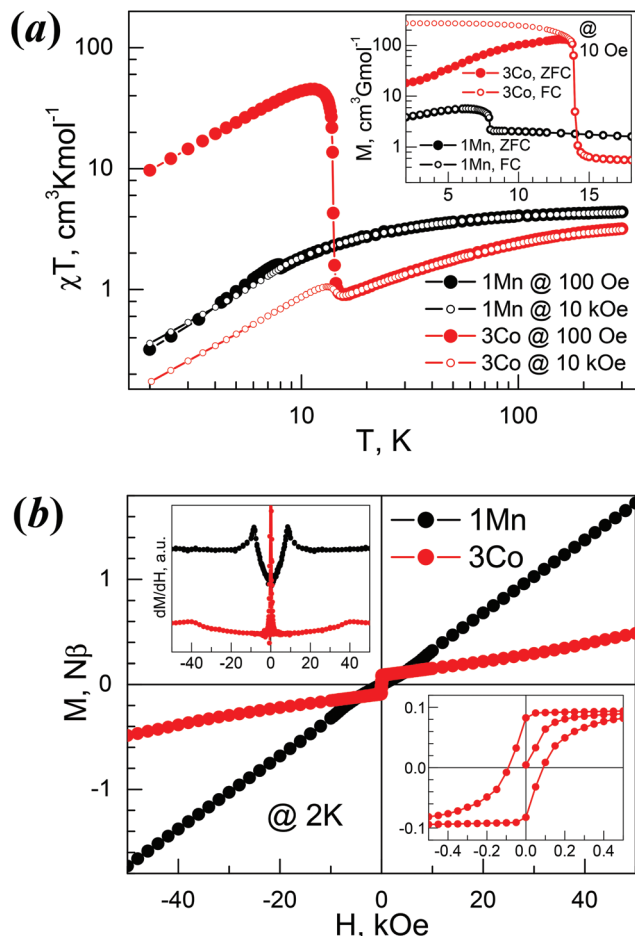 (a)
χT, cm³Kmol⁻¹
100
10
1
10
100
T, K
1Mn @ 100 Oe
1Mn @ 10 kOe
3Co @ 100 Oe
3Co @ 10 kOe
M, cm³Gmol⁻¹
100
10
1
5
10
15
@
10 Oe
3Co, ZFC
3Co, FC
1Mn, ZFC
1Mn, FC
(b)
M, Nβ
1
0
-1
-40
-20
0
20
40
H, kOe
1Mn
3Co
@ 2K
dM/dH, a.u.
-40
-20
0
20
40
0.1
0.0
-0.1
-0.4
-0.2
0.0
0.2
0.4